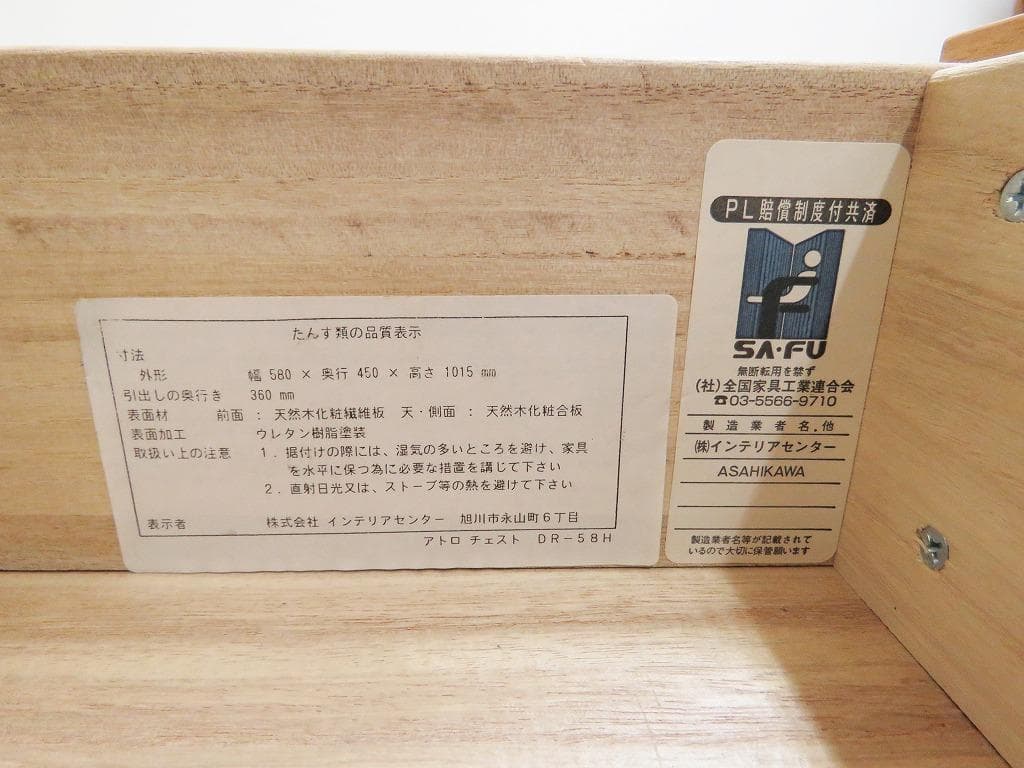 たんす類の品質表示
寸法
外形 幅 580 × 奥行 450 × 高さ 1015 mm
引出しの奥行き 360 mm
表面材 前面 : 天然木化粧繊維板 天・側面 : 天然木化粧合板
表面加工 ウレタン樹脂塗装
取扱い上の注意 1．据付けの際には、湿気の多いところを避け、家具
を水平に保つ為に必要な措置を講じて下さい
2．直射日光又は、ストーブ等の熱を避けて下さい
表示者 株式会社 インテリアセンター 旭川市永山町6丁目
アトロ チェスト DR-58H
PL賠償制度付共済
SA・FU
無断転用を禁ず
(社)全国家具工業連合会
☎03-5566-9710
製造業者名．他
㈱インテリアセンター
ASAHIKAWA
製造業者名等が記載されて
いるので大切に保管願います